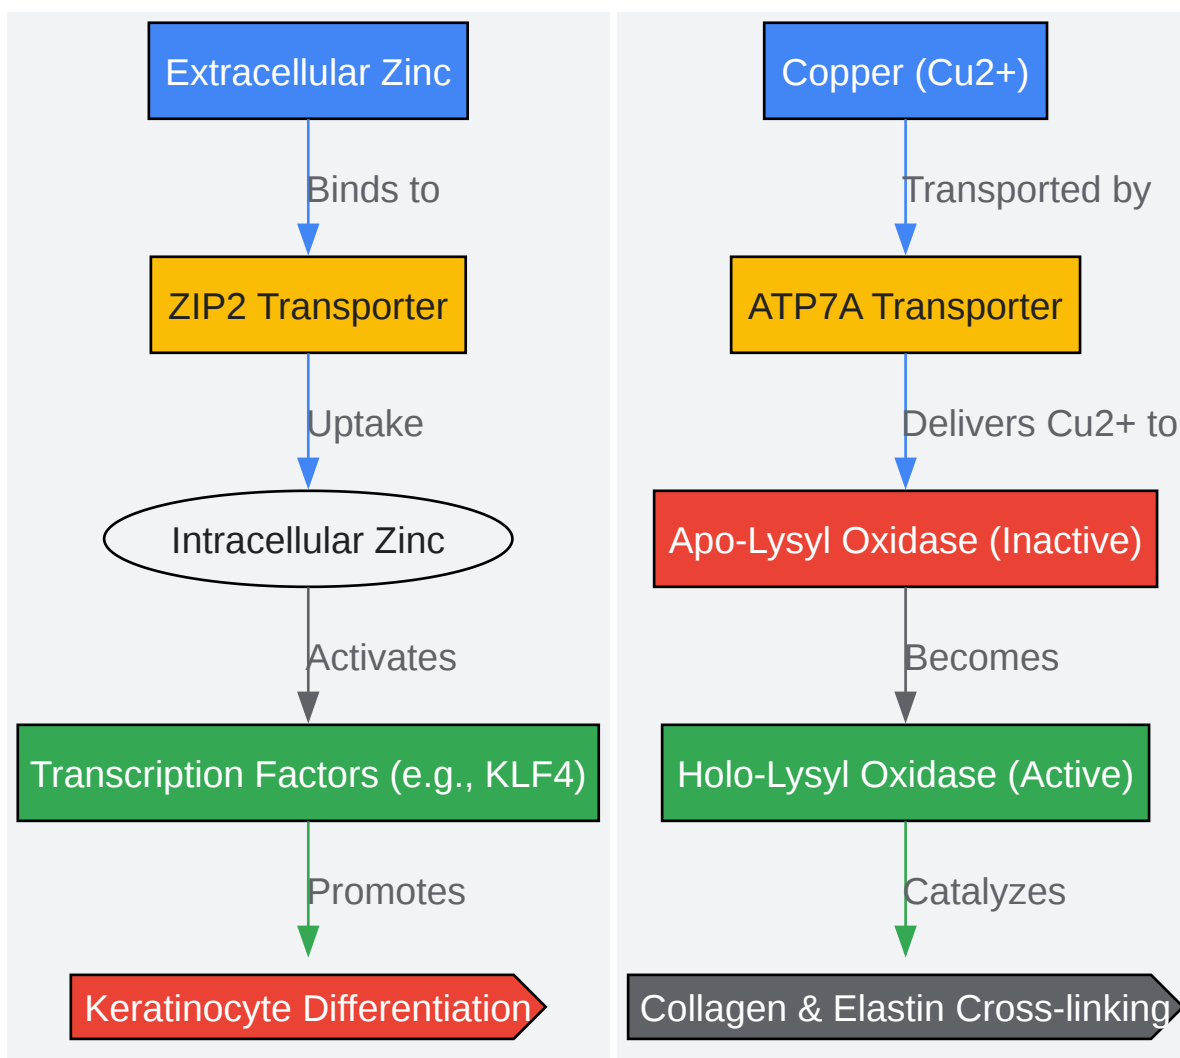 Extracellular Zinc
Binds to
ZIP2 Transporter
Uptake
Intracellular Zinc
Activates
Transcription Factors (e.g., KLF4)
Promotes
Keratinocyte Differentiation
Copper (Cu2+)
Transported by
ATP7A Transporter
Delivers Cu2+ to
Apo-Lysyl Oxidase (Inactive)
Becomes
Holo-Lysyl Oxidase (Active)
Catalyzes
Collagen & Elastin Cross-linking